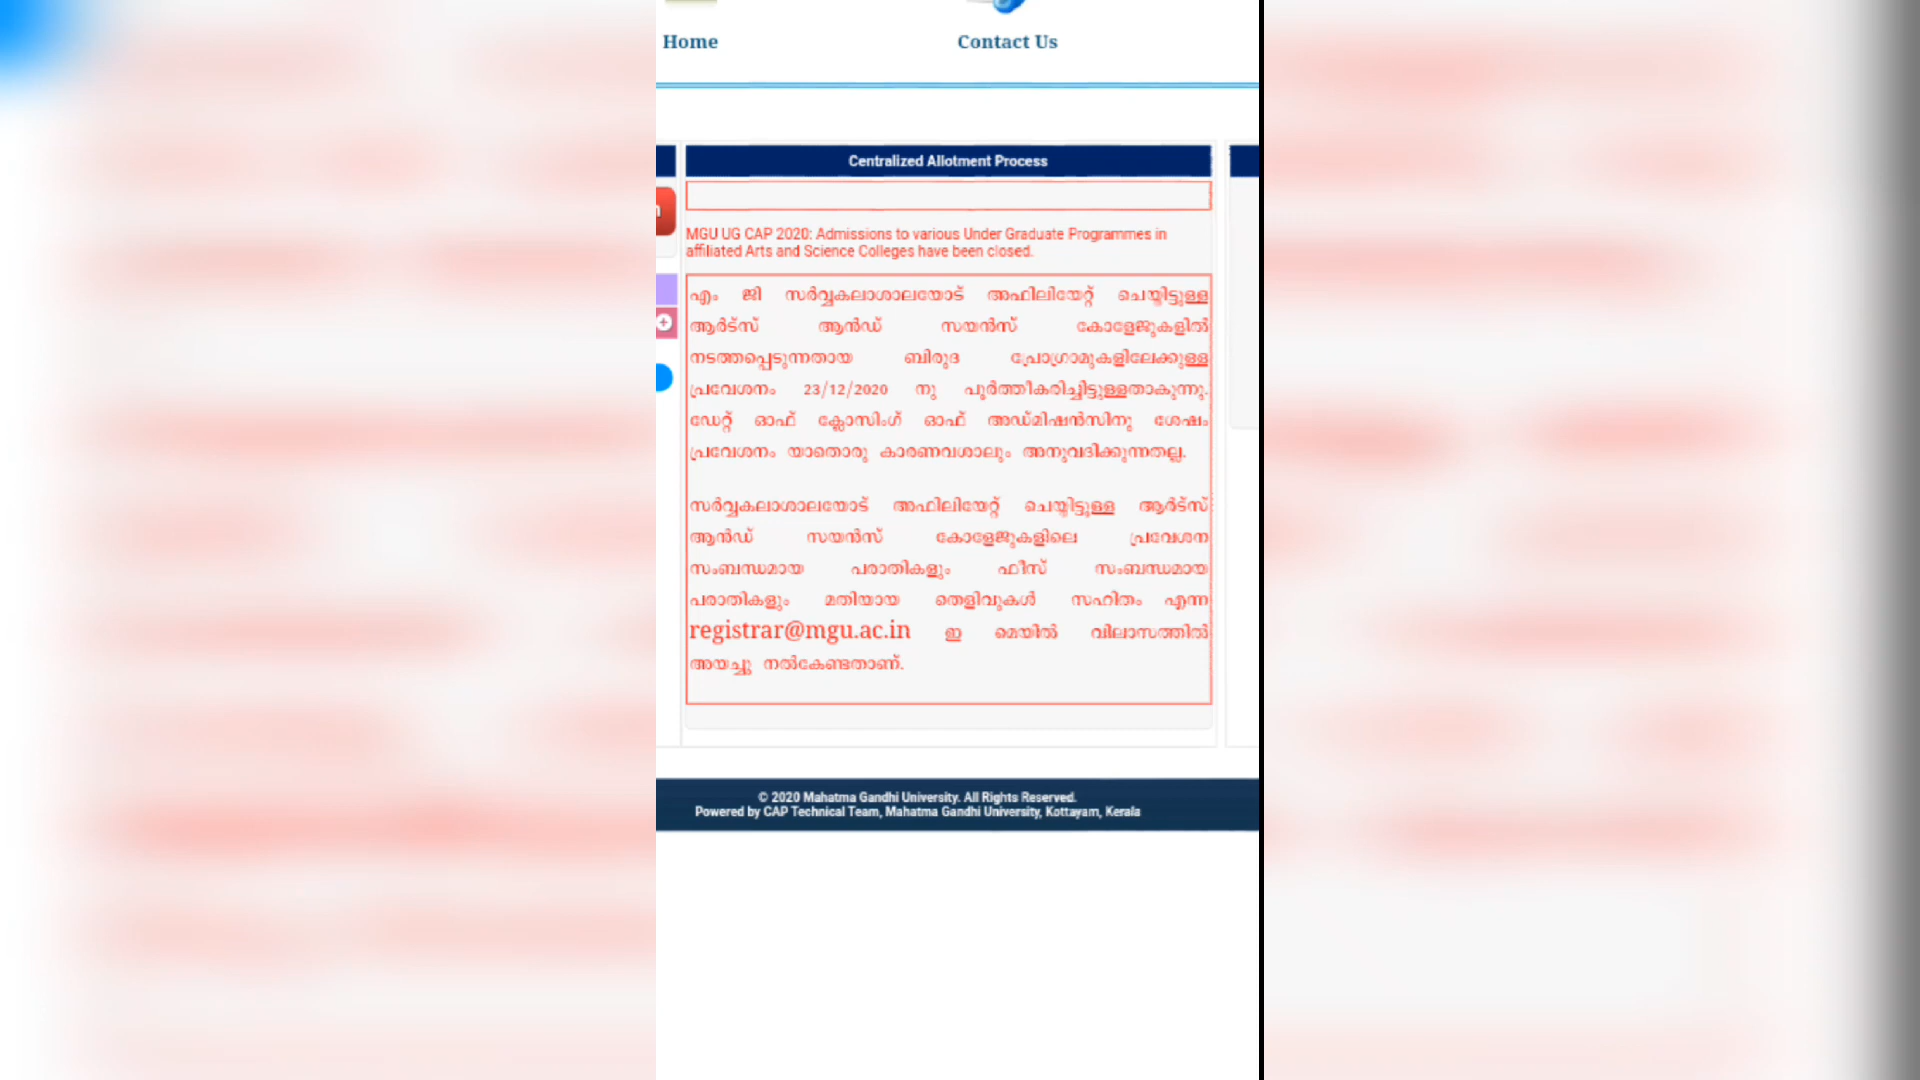 Home
Contact Us
Centralized Allotment Process
MGU UG CAP 2020: Admissions to various Under Graduate Programmes in
affiliated Arts and Science Colleges have been closed.
എം ജി സർവ്വകലാശാലയോട് അഫിലിയേറ്റ് ചെയ്തിട്ടുള്ള
ആർട്സ് ആൻഡ് സയൻസ് കോളേജുകളിൽ
നടത്തപ്പെടുന്നതായ ബിരുദ പ്രോഗ്രാമുകളിലേക്കുള്ള
പ്രവേശനം 23/12/2020 നു പൂർത്തീകരിച്ചിട്ടുള്ളതാകുന്നു.
ഡേറ്റ് ഓഫ് ക്ലോസിംഗ് ഓഫ് അഡ്മിഷൻസിനു ശേഷം
പ്രവേശനം യാതൊരു കാരണവശാലും അനുവദിക്കുന്നതല്ല.
സർവ്വകലാശാലയോട് അഫിലിയേറ്റ് ചെയ്തിട്ടുള്ള ആർട്സ്
ആൻഡ് സയൻസ് കോളേജുകളിലെ പ്രവേശന
സംബന്ധമായ പരാതികളും ഫീസ് സംബന്ധമായ
പരാതികളും മതിയായ തെളിവുകൾ സഹിതം എന്ന
registrar@mgu.ac.in ഇ മെയിൽ വിലാസത്തിൽ
അയച്ചു നൽകേണ്ടതാണ്.
© 2020 Mahatma Gandhi University. All Rights Reserved.
Powered by CAP Technical Team, Mahatma Gandhi University, Kottayam, Kerala